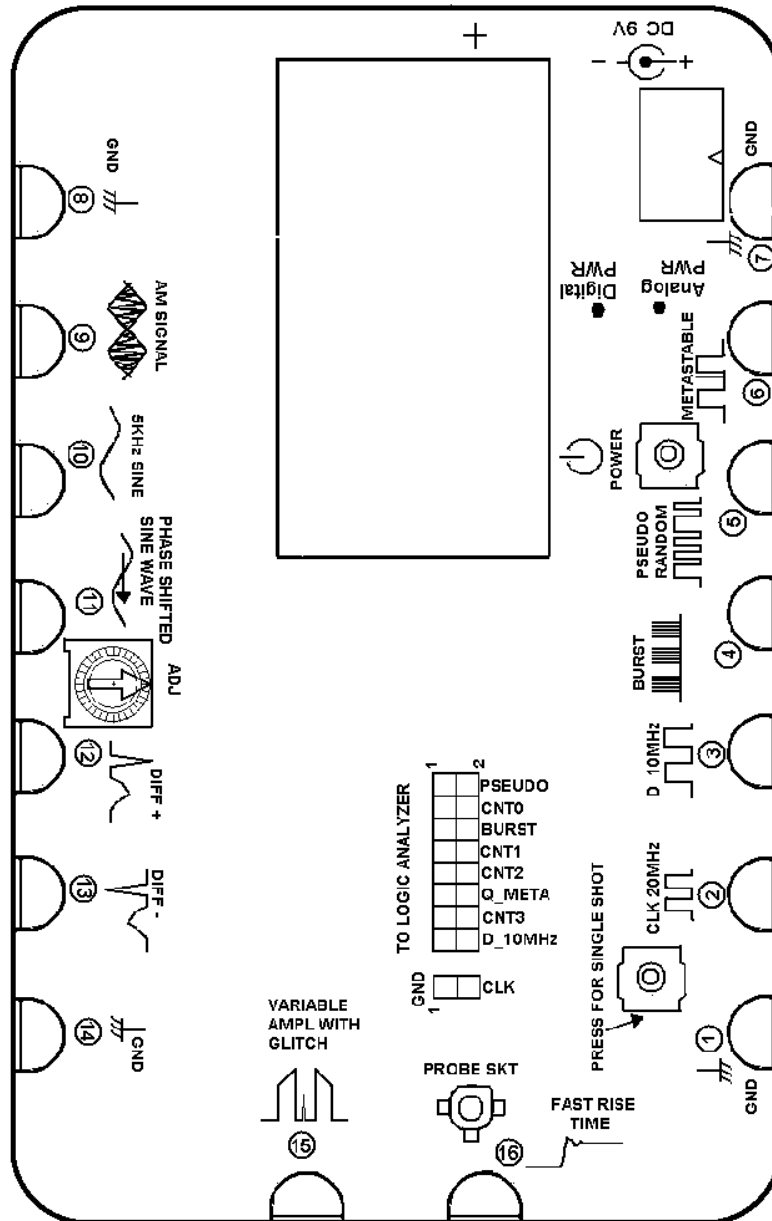 +
DC 9V
- +
GND
8
GND
7
AM SIGNAL
9
Digital
PWR
Analog
PWR
METASTABLE
6
5KHz SINE
10
POWER
PSEUDO
RANDOM
5
PHASE SHIFTED
SINE WAVE
11
BURST
4
ADJ
12
DIFF +
D_10MHz
3
TO LOGIC ANALYZER
1 2
PSEUDO
CNT0
BURST
CNT1
CNT2
Q_META
CNT3
D_10MHz
13
DIFF -
CLK 20MHz
2
GND
1
CLK
PRESS FOR SINGLE SHOT
14
GND
1
GND
VARIABLE
AMPL WITH
GLITCH
15
PROBE SKT
FAST RISE
TIME
16